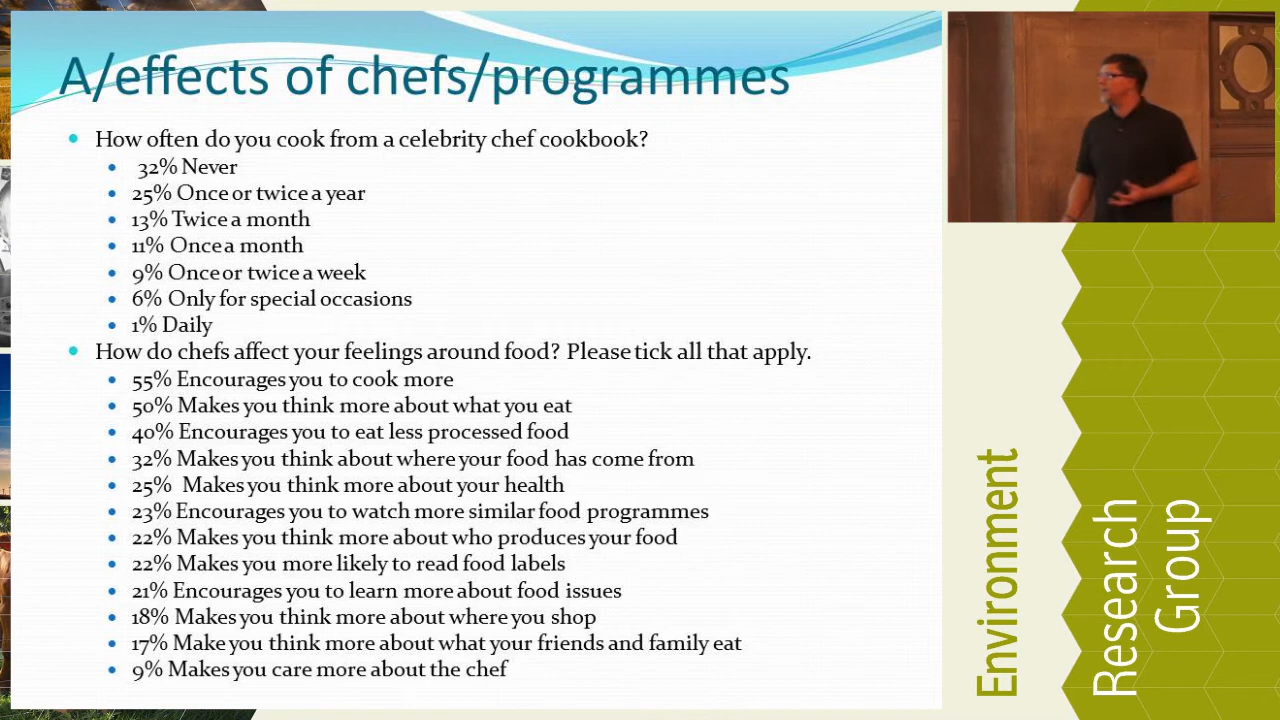 A/effects of chefs/programmes
How often do you cook from a celebrity chef cookbook?
32% Never
25% Once or twice a year
13% Twice a month
11% Once a month
9% Once or twice a week
6% Only for special occasions
1% Daily
How do chefs affect your feelings around food? Please tick all that apply.
55% Encourages you to cook more
50% Makes you think more about what you eat
40% Encourages you to eat less processed food
32% Makes you think about where your food has come from
25% Makes you think more about your health
23% Encourages you to watch more similar food programmes
22% Makes you think more about who produces your food
22% Makes you more likely to read food labels
21% Encourages you to learn more about food issues
18% Makes you think more about where you shop
17% Make you think more about what your friends and family eat
9% Makes you care more about the chef
Environment
Research
Group